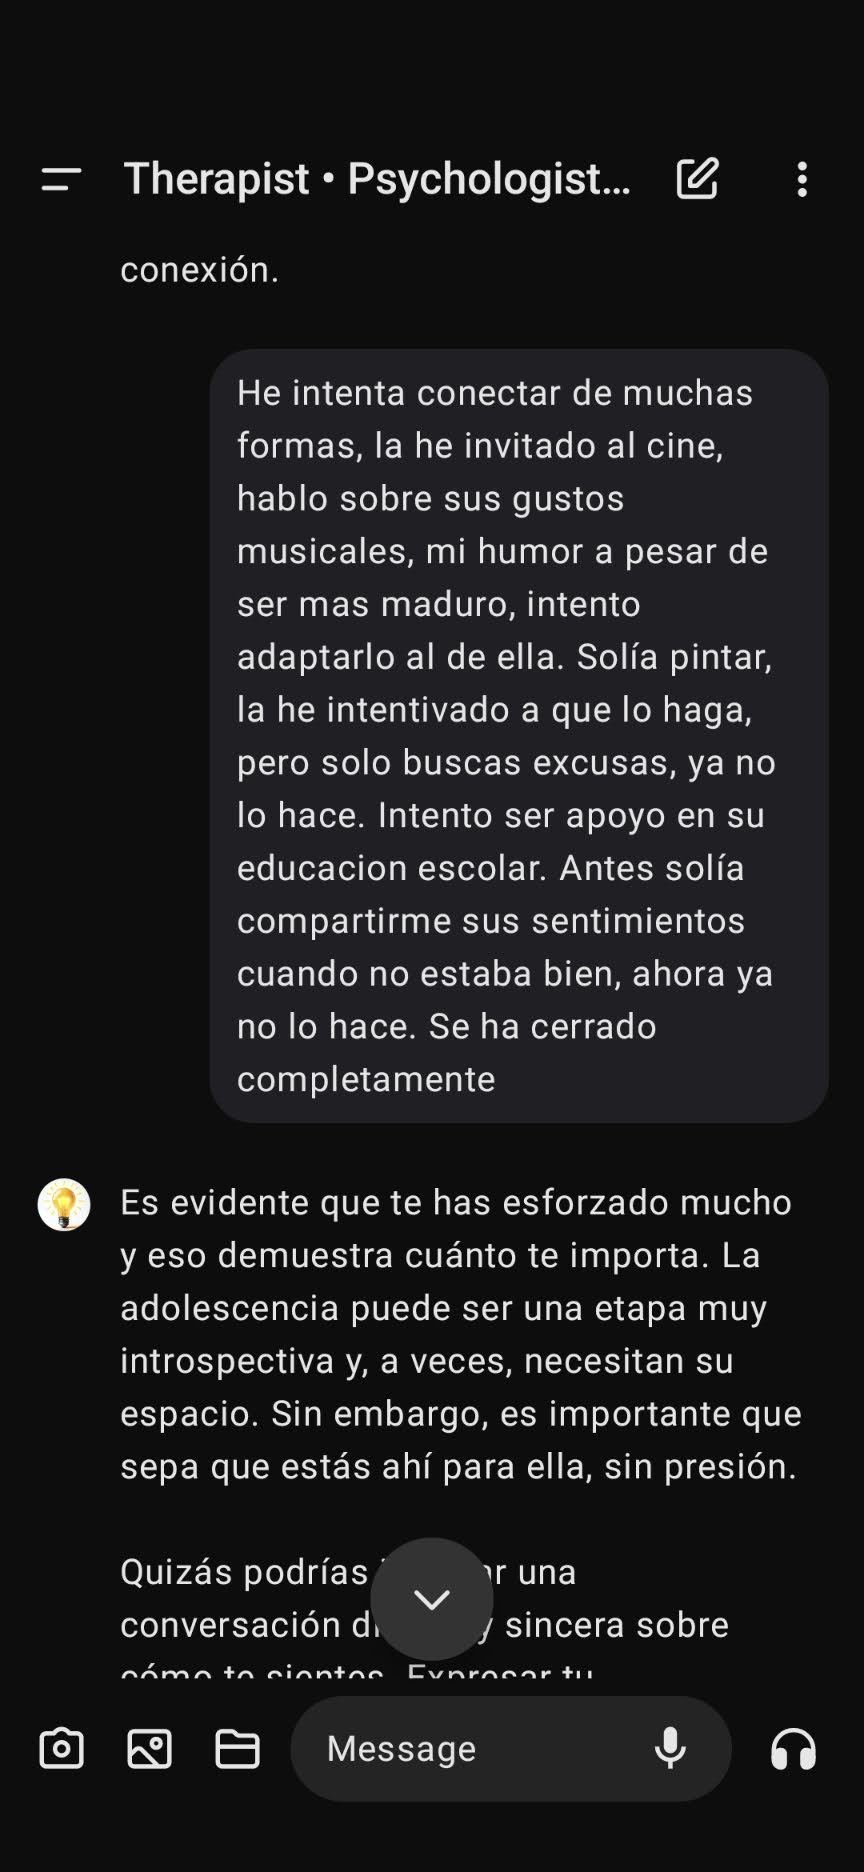 Therapist • Psychologist...
conexión.
He intenta conectar de muchas
formas, la he invitado al cine,
hablo sobre sus gustos
musicales, mi humor a pesar de
ser mas maduro, intento
adaptarlo al de ella. Solía pintar,
la he intentivado a que lo haga,
pero solo buscas excusas, ya no
lo hace. Intento ser apoyo en su
educacion escolar. Antes solía
compartirme sus sentimientos
cuando no estaba bien, ahora ya
no lo hace. Se ha cerrado
completamente
Es evidente que te has esforzado mucho
y eso demuestra cuánto te importa. La
adolescencia puede ser una etapa muy
introspectiva y, a veces, necesitan su
espacio. Sin embargo, es importante que
sepa que estás ahí para ella, sin presión.
Quizás podrías una
conversación y sincera sobre
cómo te sientes. Expresar tu
Message